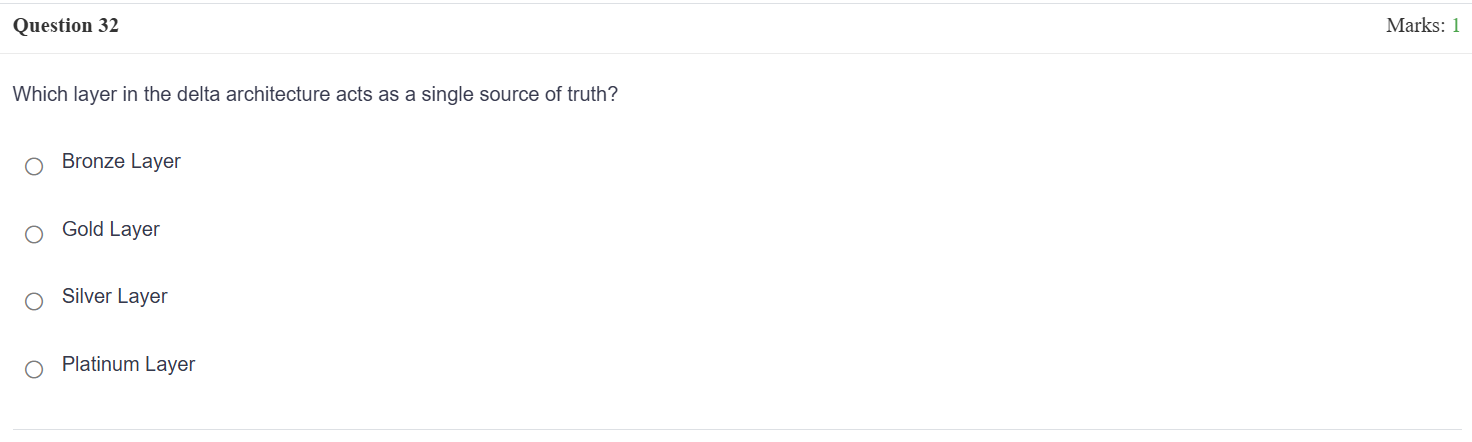 Question 32
Marks: 1
Which layer in the delta architecture acts as a single source of truth?
Bronze Layer
Gold Layer
Silver Layer
Platinum Layer